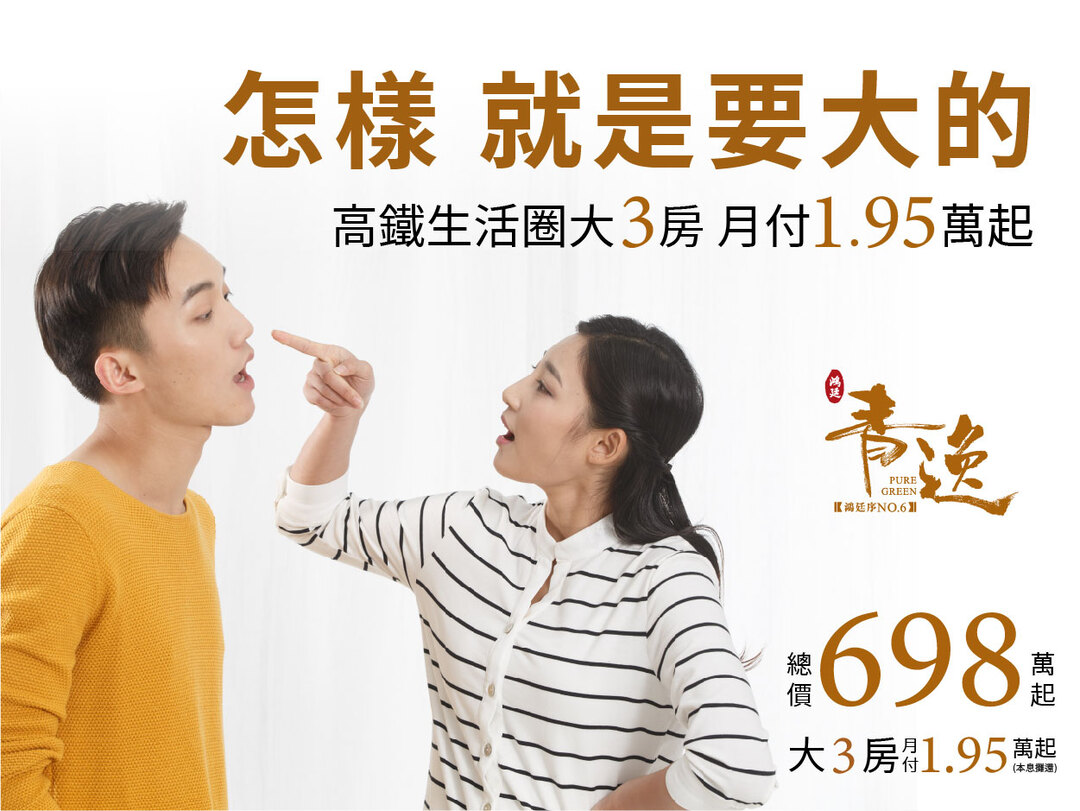 怎樣 就是要大的
高鐵生活圈大3房 月付1.95萬起
鴻廷
青逸
PURE
GREEN
【鴻廷序NO.6】
總價698萬起
大3房月付1.95萬起
(本息攤還)